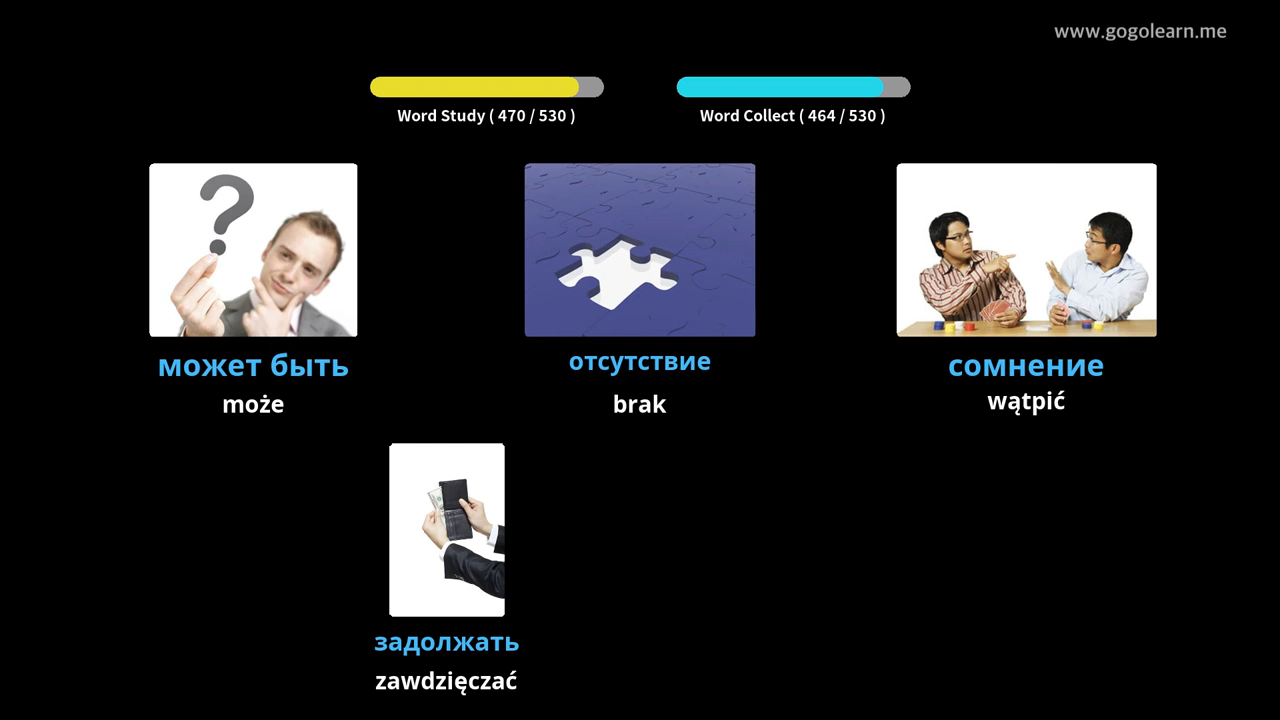 www.gogolearn.me
Word Study ( 470 / 530 )
Word Collect ( 464 / 530 )
может быть
może
отсутствие
brak
сомнение
wątpić
задолжать
zawdzięczać